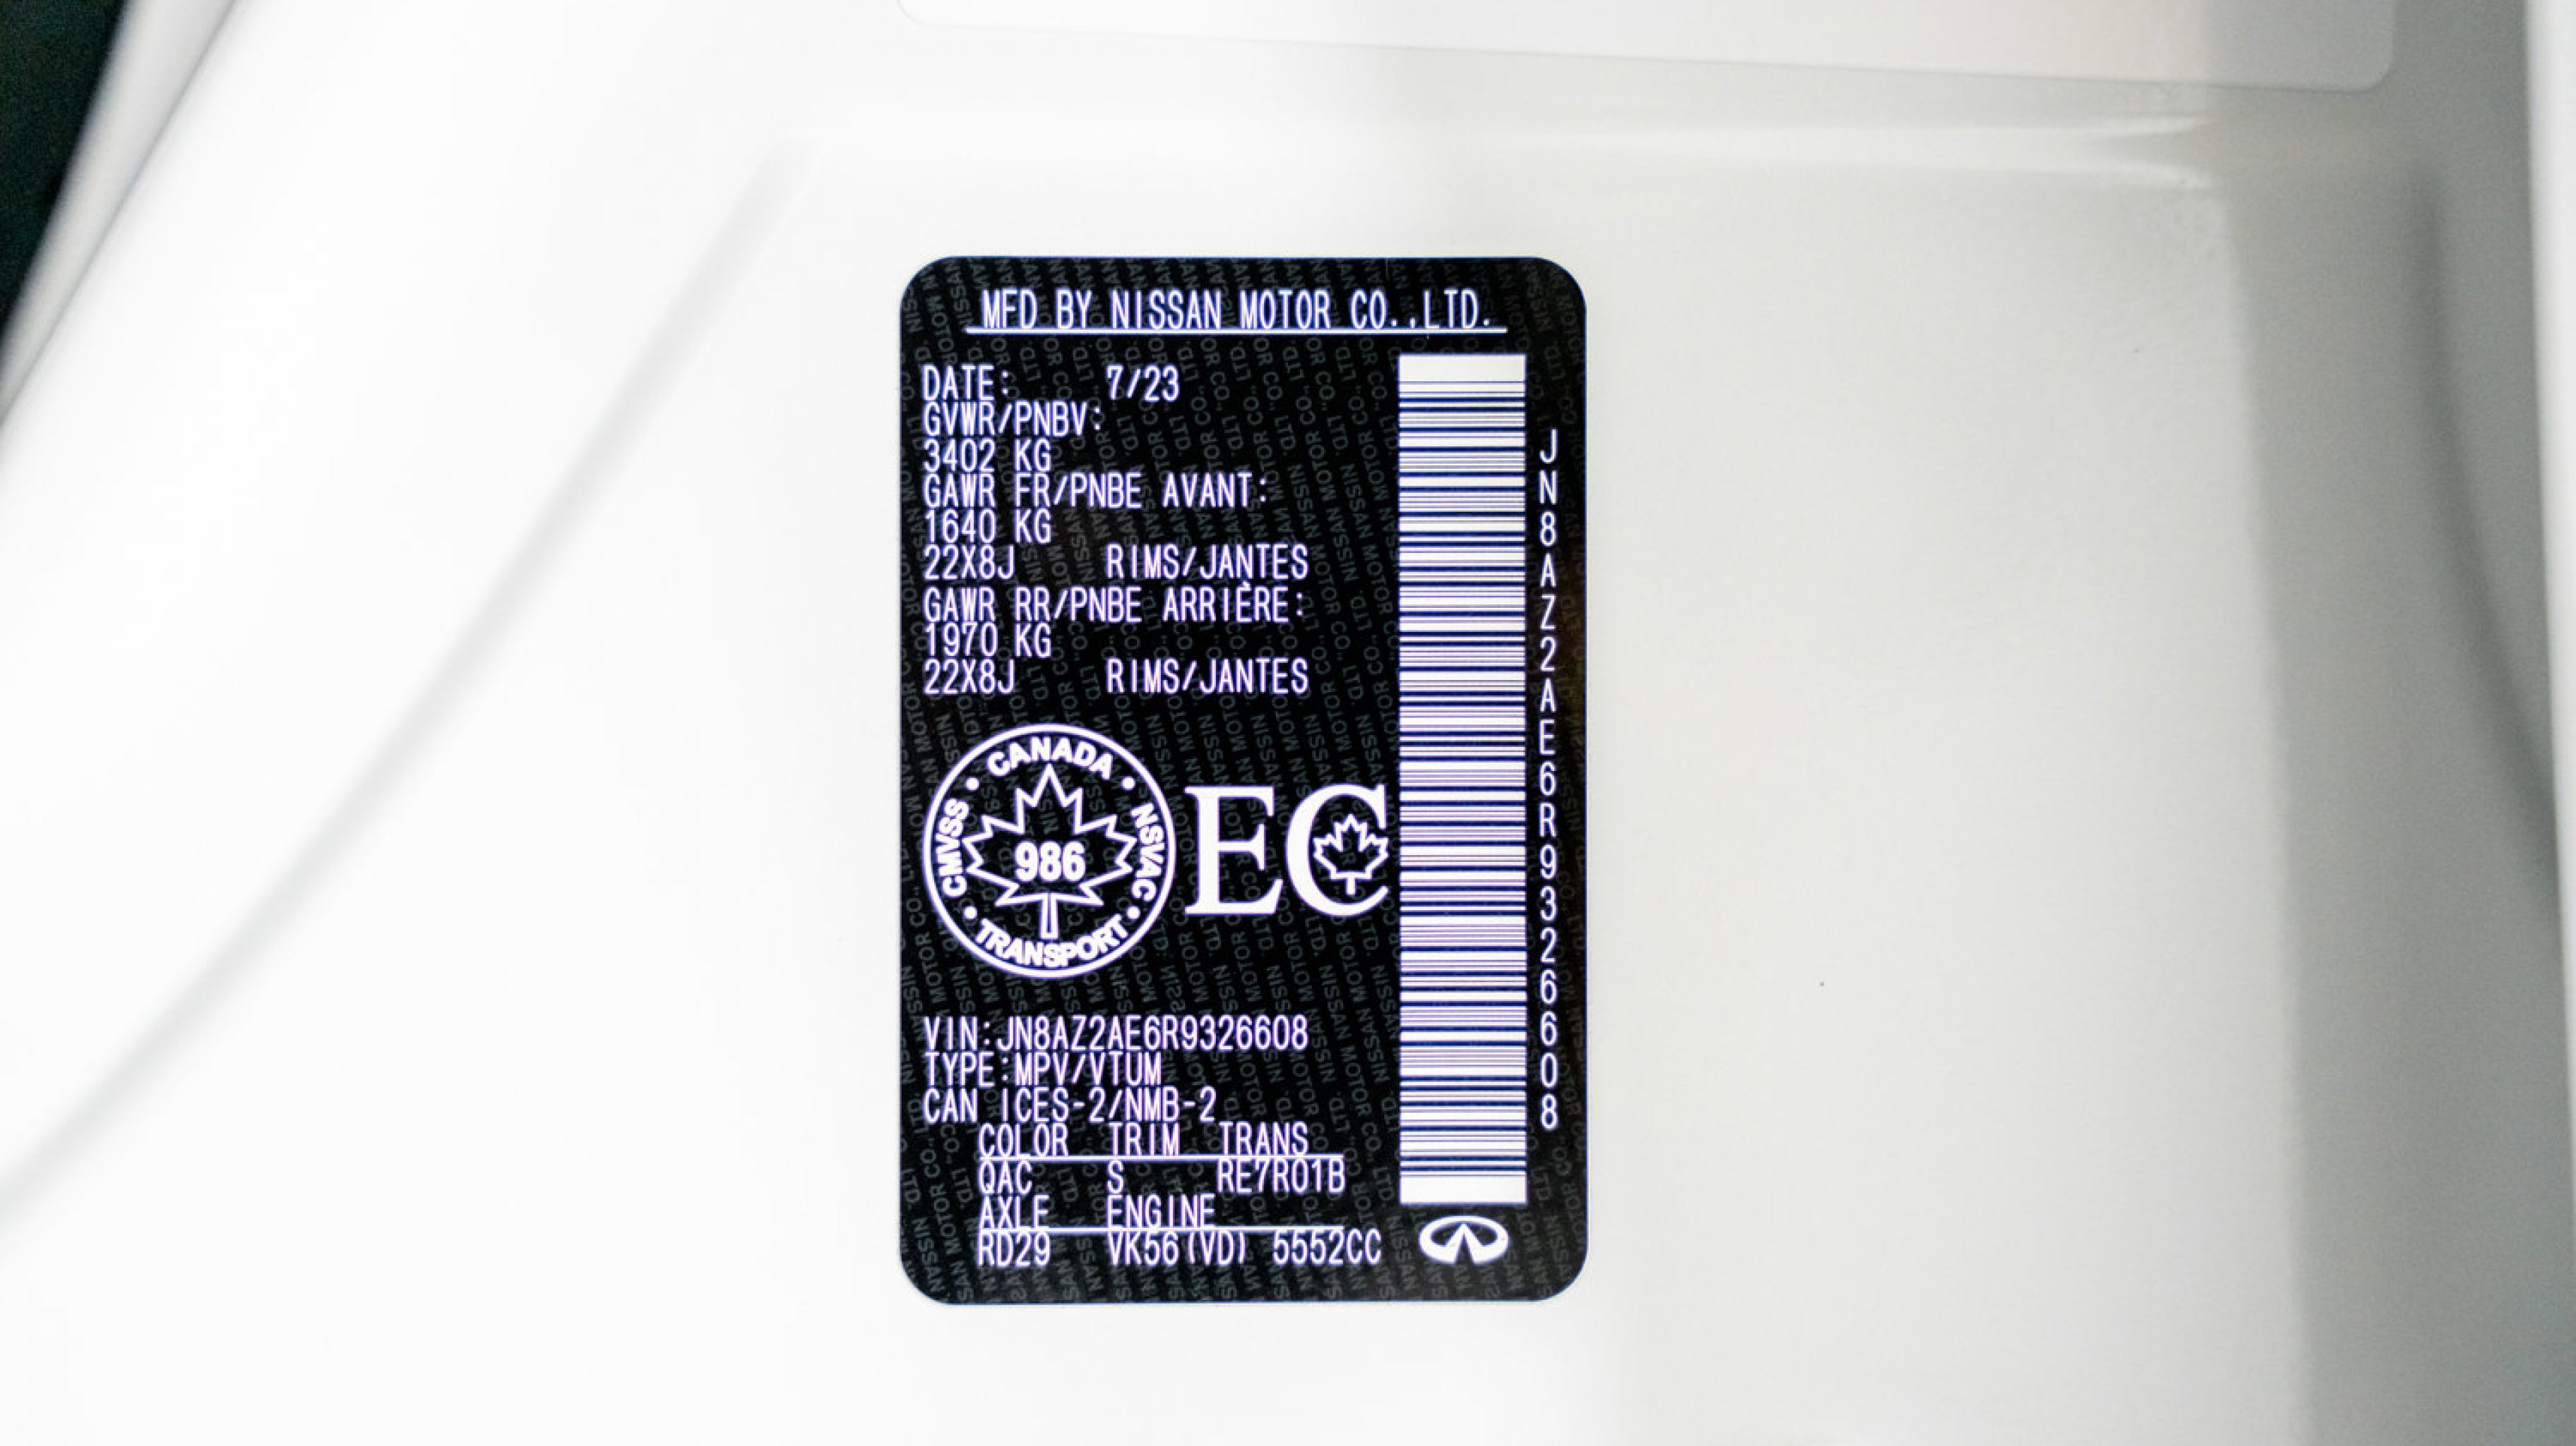 MFD BY NISSAN MOTOR CO.,LTD.
DATE: 7/23
GVWR/PNBV:
3402 KG
GAWR FR/PNBE AVANT:
1640 KG
22X8J RIMS/JANTES
GAWR RR/PNBE ARRIÈRE:
1970 KG
22X8J RIMS/JANTES
CANADA
CMVSS
NSVAC
986
TRANSPORT
EC
VIN:JN8AZ2AE6R9326608
TYPE:MPV/VTUM
CAN ICES-2/NMB-2
COLOR TRIM TRANS
QAC S RE7R01B
AXLE ENGINE
RD29 VK56(VD) 5552CC
JN8AZ2AE6R9326608